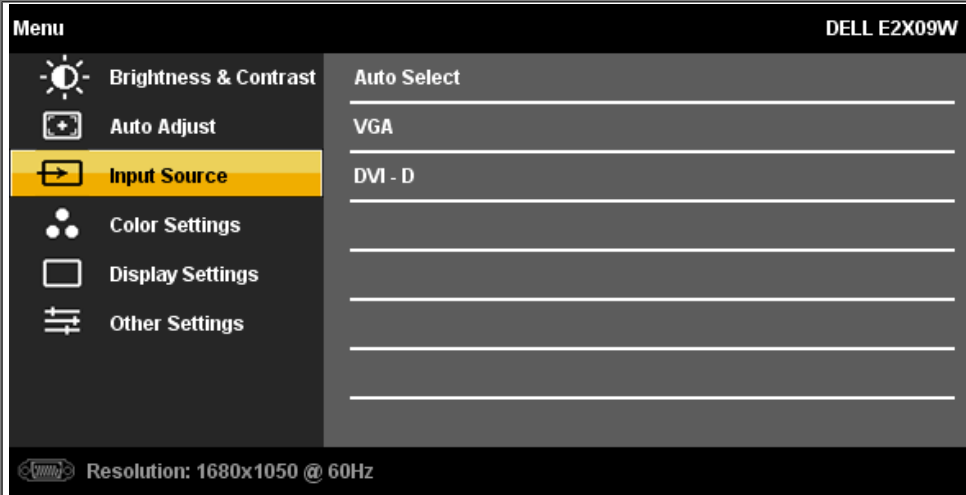 Menu DELL E2X09W
Brightness & Contrast Auto Select
Auto Adjust VGA
Input Source DVI - D
Color Settings
Display Settings
Other Settings
Resolution: 1680x1050 @ 60Hz